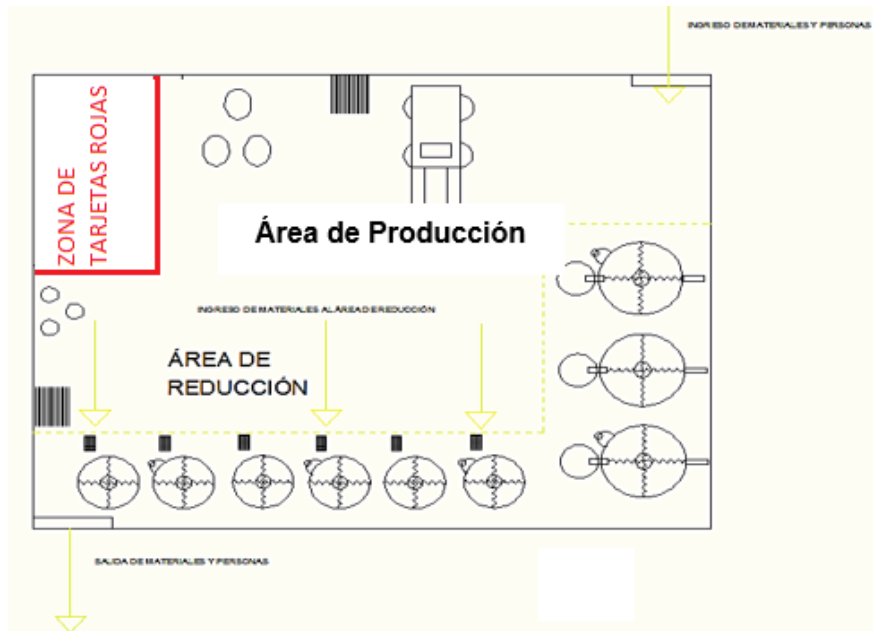 INGRESO DE MATERIALES Y PERSONAS
ZONA DE
TARJETAS ROJAS
Área de Producción
INGRESO DE MATERIALES AL ÁREA DE REDUCCIÓN
ÁREA DE
REDUCCIÓN
SALIDA DE MATERIALES Y PERSONAS